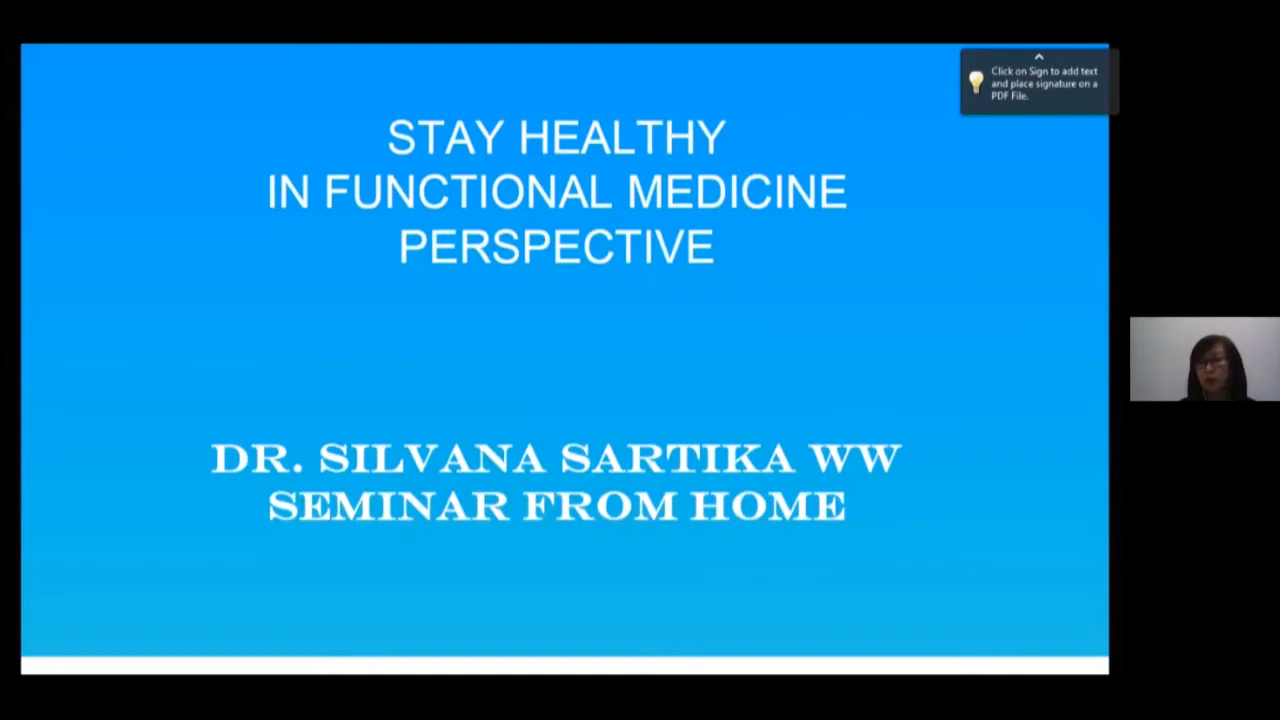 STAY HEALTHY
IN FUNCTIONAL MEDICINE
PERSPECTIVE
DR. SILVANA SARTIKA WW
SEMINAR FROM HOME
Click on Sign to add text
and place signature on a
PDF File.